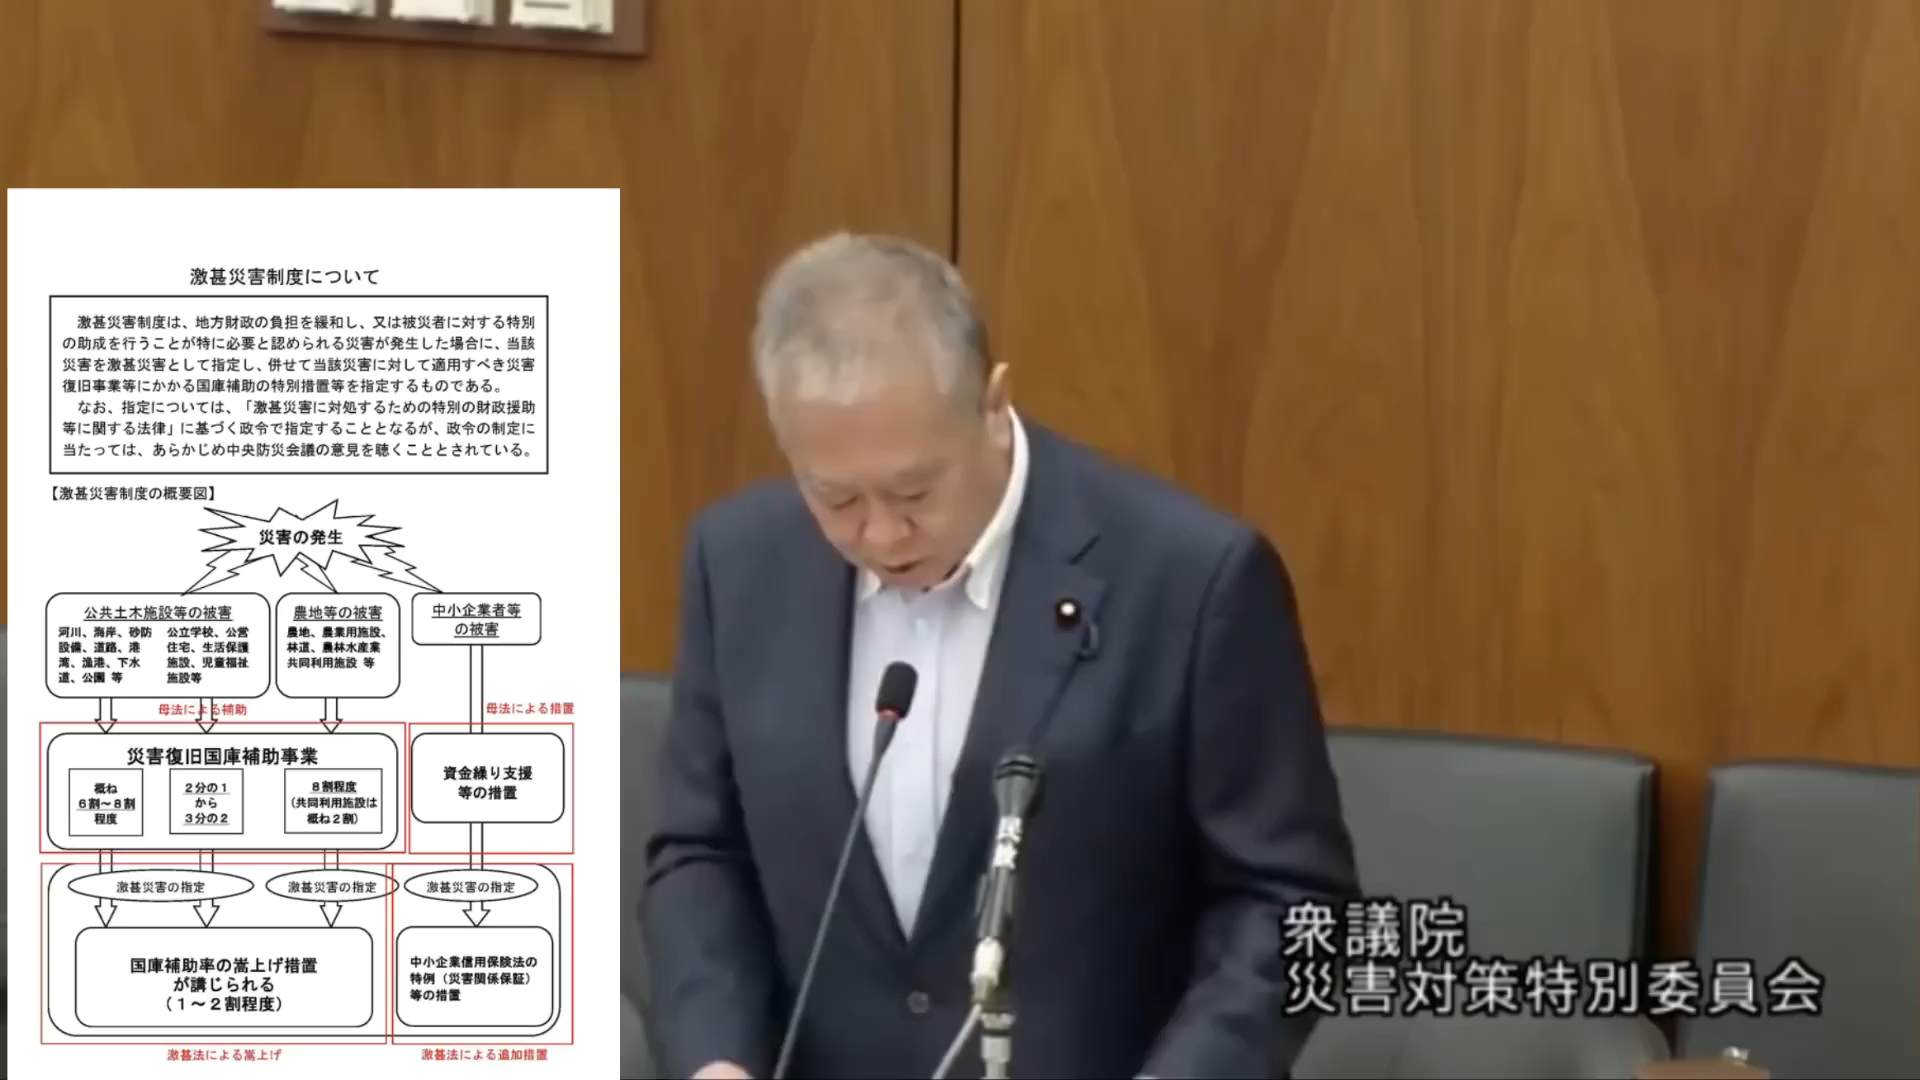 激甚災害制度について
激甚災害制度は、地方財政の負担を緩和し、又は被災者に対する特別
の助成を行うことが特に必要と認められる災害が発生した場合に、当該
災害を激甚災害として指定し、併せて当該災害に対して適用すべき災害
復旧事業等にかかる国庫補助の特別措置等を指定するものである。
なお、指定については、「激甚災害に対処するための特別の財政援助
等に関する法律」に基づく政令で指定することとなるが、政令の制定に
当たっては、あらかじめ中央防災会議の意見を聴くこととされている。
【激甚災害制度の概要図】
災害の発生
公共土木施設等の被害
河川、海岸、砂防
設備、道路、港
湾、漁港、下水
道、公園 等
公立学校、公営
住宅、生活保護
施設、児童福祉
施設等
農地等の被害
農地、農業用施設、
林道、農林水産業
共同利用施設 等
中小企業者等
の被害
母法による補助
母法による措置
災害復旧国庫補助事業
概ね
6割～8割
程度
2分の1
から
3分の2
8割程度
（共同利用施設は
概ね2割）
資金繰り支援
等の措置
激甚災害の指定
激甚災害の指定
激甚災害の指定
国庫補助率の嵩上げ措置
が講じられる
（1～2割程度）
中小企業信用保険法の
特例（災害関係保証）
等の措置
激甚法による嵩上げ
激甚法による追加措置
民政
衆議院
災害対策特別委員会